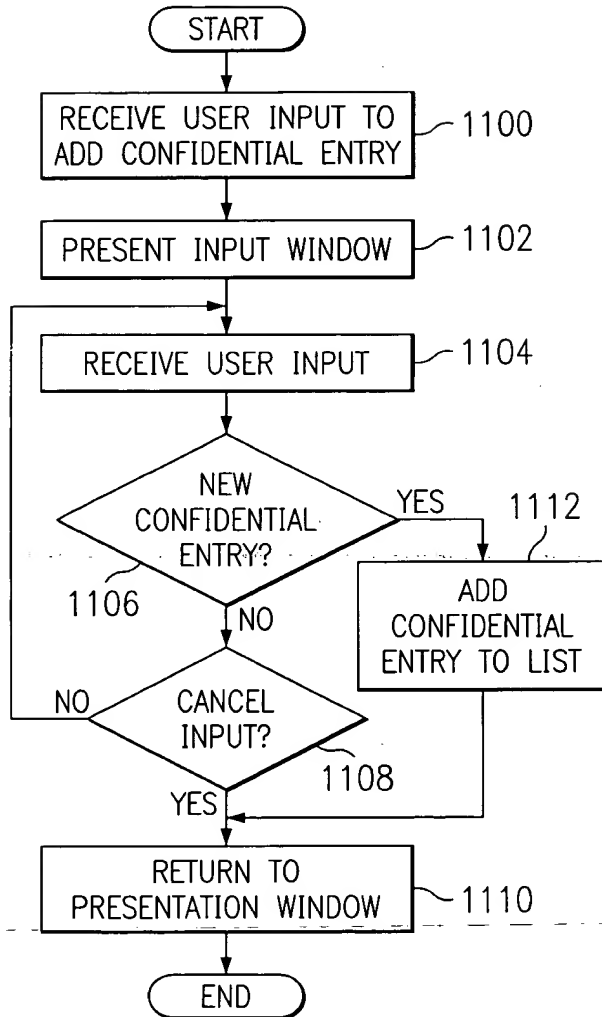 START
RECEIVE USER INPUT TO
ADD CONFIDENTIAL ENTRY
1100
PRESENT INPUT WINDOW
1102
RECEIVE USER INPUT
1104
NEW
CONFIDENTIAL
ENTRY?
1106
YES
1112
ADD
CONFIDENTIAL
ENTRY TO LIST
NO
CANCEL
INPUT?
1108
NO
YES
RETURN TO
PRESENTATION WINDOW
1110
END